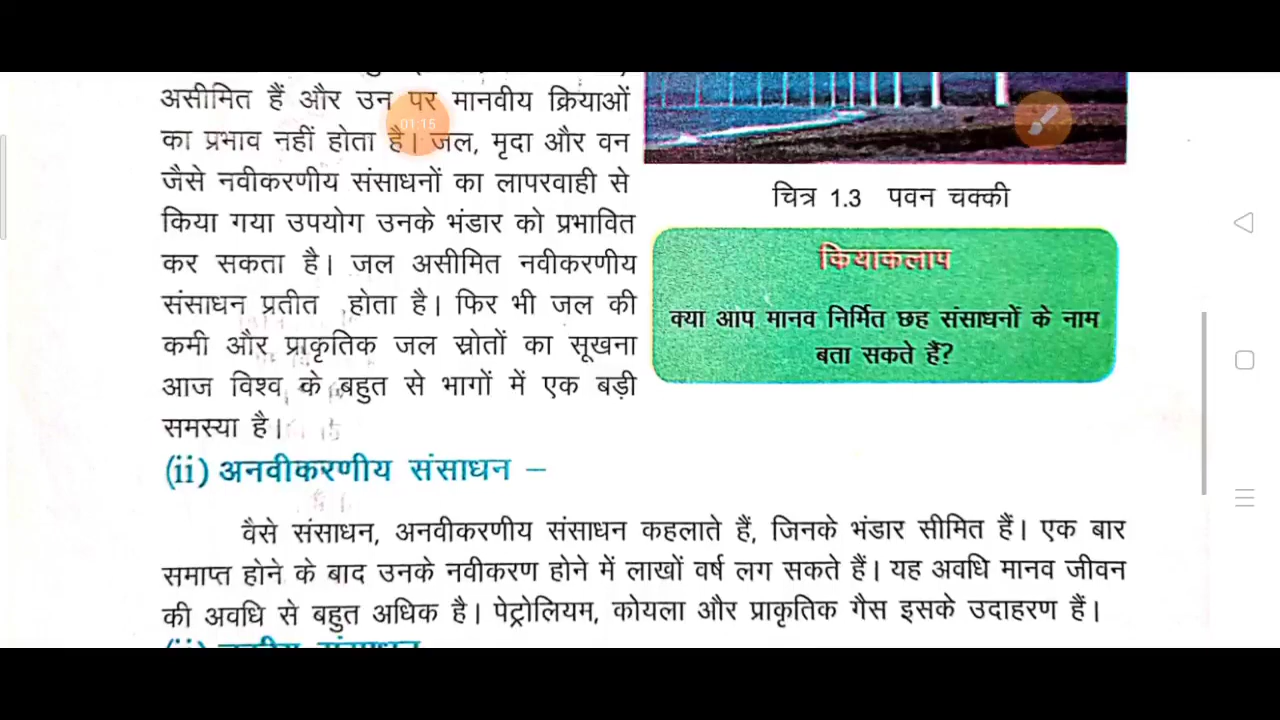 असीमित हैं और उन पर मानवीय क्रियाओं
का प्रभाव नहीं होता है। जल, मृदा और वन
जैसे नवीकरणीय संसाधनों का लापरवाही से
किया गया उपयोग उनके भंडार को प्रभावित
कर सकता है। जल असीमित नवीकरणीय
संसाधन प्रतीत होता है। फिर भी जल की
कमी और प्राकृतिक जल स्रोतों का सूखना
आज विश्व के बहुत से भागों में एक बड़ी
समस्या है।
01:15
चित्र 1.3 पवन चक्की
कियाकलाप
क्या आप मानव निर्मित छह संसाधनों के नाम
बता सकते हैं?
(ii) अनवीकरणीय संसाधन –
वैसे संसाधन, अनवीकरणीय संसाधन कहलाते हैं, जिनके भंडार सीमित हैं। एक बार
समाप्त होने के बाद उनके नवीकरण होने में लाखों वर्ष लग सकते हैं। यह अवधि मानव जीवन
की अवधि से बहुत अधिक है। पेट्रोलियम, कोयला और प्राकृतिक गैस इसके उदाहरण हैं।